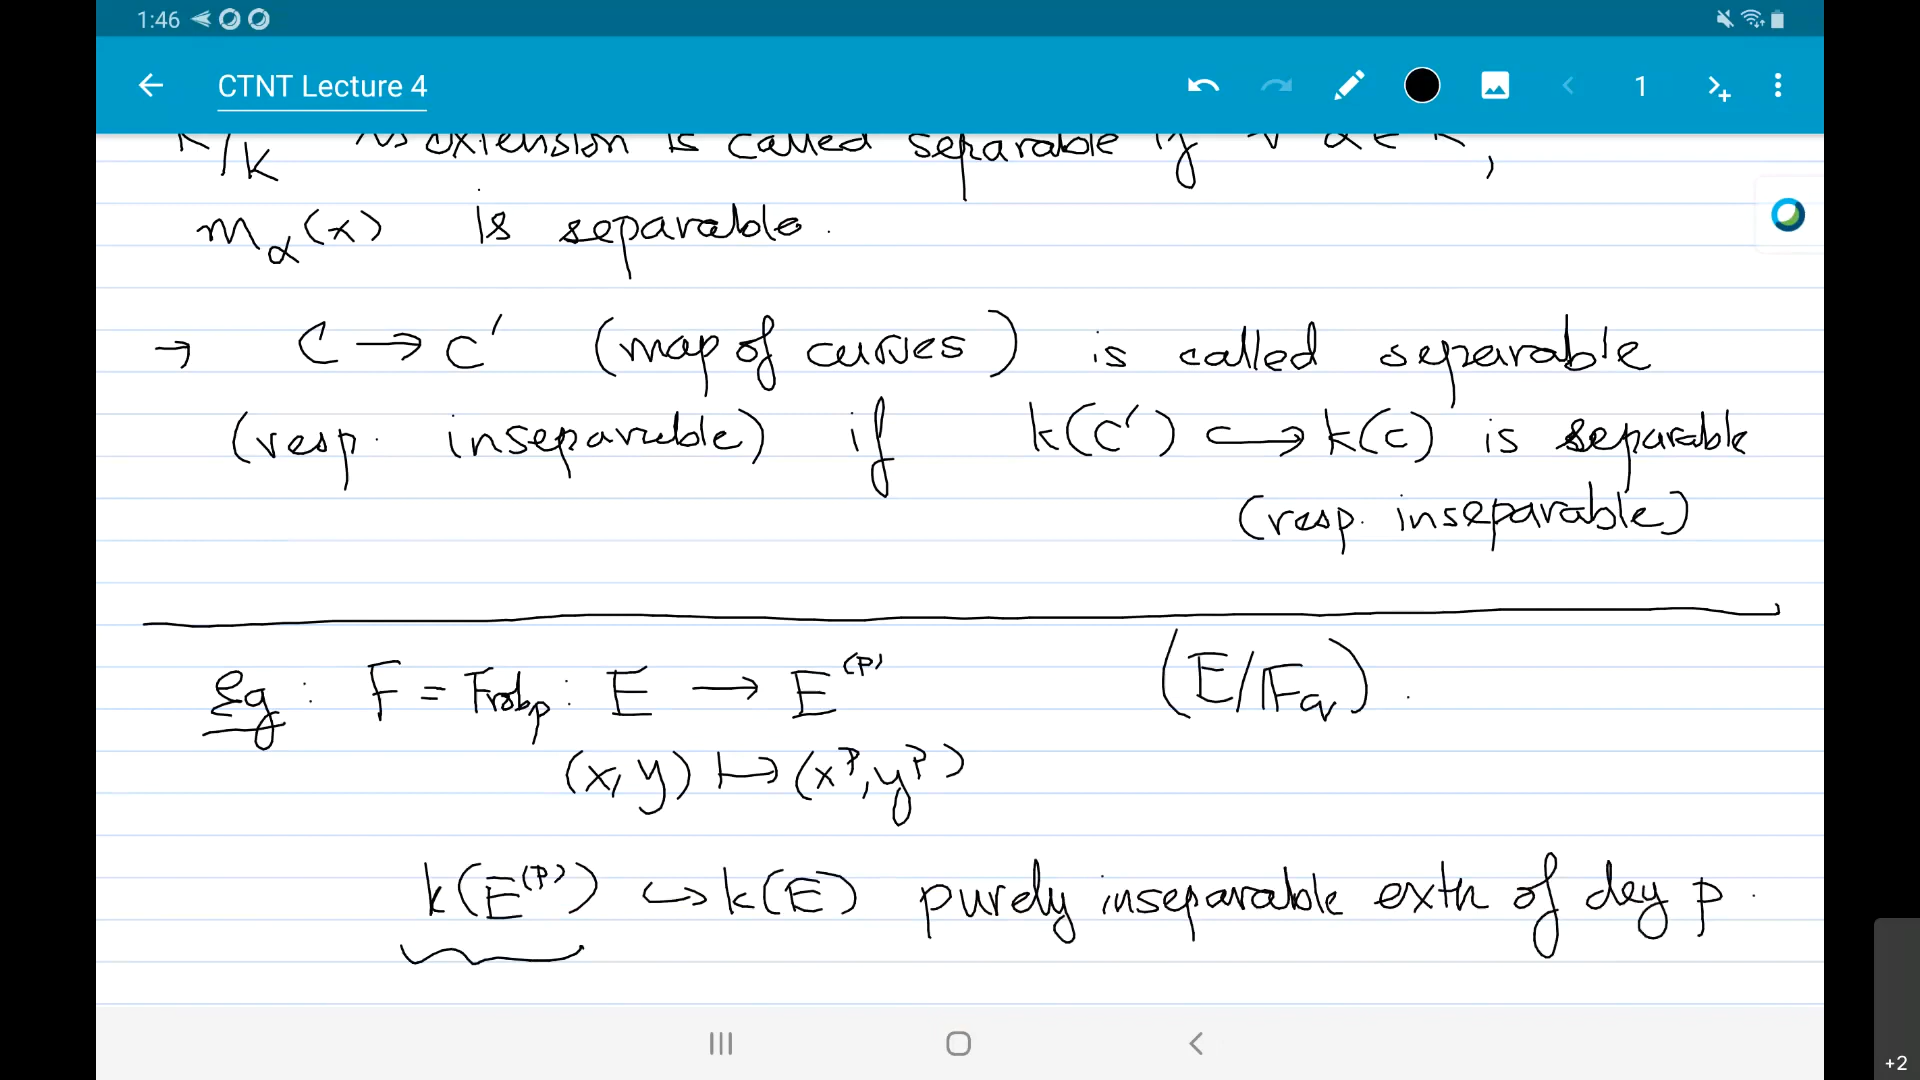 1:46
CTNT Lecture 4
1
K/k is extension is called separable if ∀ α ∈ K,
m_α(x) is separable.
→ C → C' (map of curves) is called separable
(resp. inseparable) if k(C') ↪ k(C) is separable
(resp. inseparable)
Eg: F = Frob_p : E → E^(p) (E/𝔽_q).
(x, y) ↦ (x^p, y^p)
k(E^(p)) ↪ k(E) purely inseparable extn of deg p.
+2